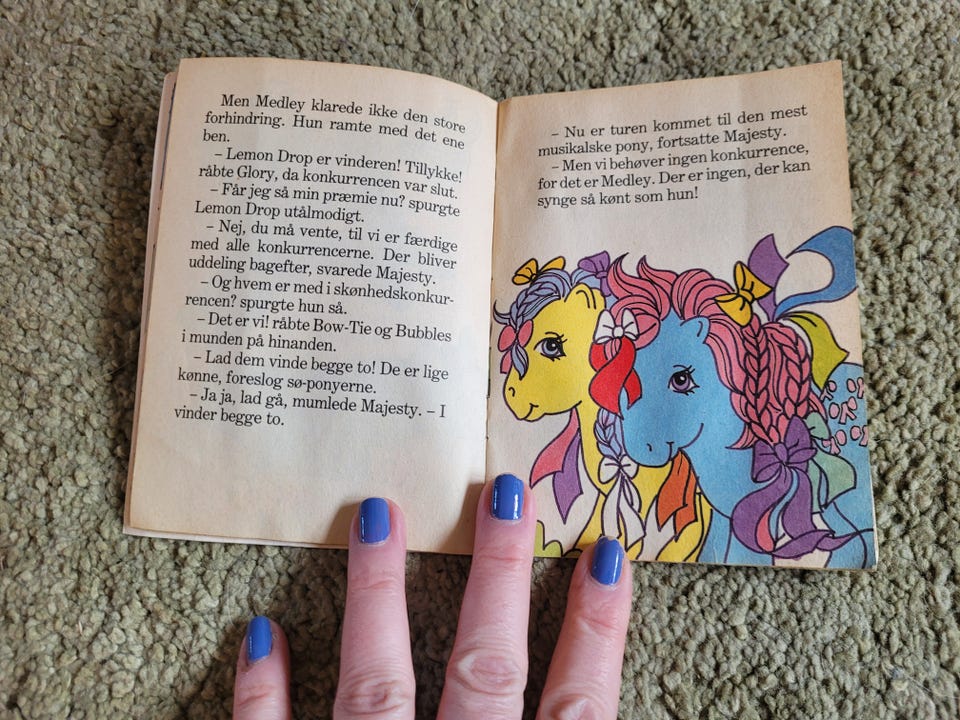 Men Medley klarede ikke den store
forhindring. Hun ramte med det ene
ben.
– Lemon Drop er vinderen! Tillykke!
råbte Glory, da konkurrencen var slut.
– Får jeg så min præmie nu? spurgte
Lemon Drop utålmodigt.
– Nej, du må vente, til vi er færdige
med alle konkurrencerne. Der bliver
uddeling bagefter, svarede Majesty.
– Og hvem er med i skønhedskonkur-
rencen? spurgte hun så.
– Det er vi! råbte Bow-Tie og Bubbles
i munden på hinanden.
– Lad dem vinde begge to! De er lige
kønne, foreslog sø-ponyerne.
– Ja ja, lad gå, mumlede Majesty. – I
vinder begge to.
– Nu er turen kommet til den mest
musikalske pony, fortsatte Majesty.
– Men vi behøver ingen konkurrence,
for det er Medley. Der er ingen, der kan
synge så kønt som hun!